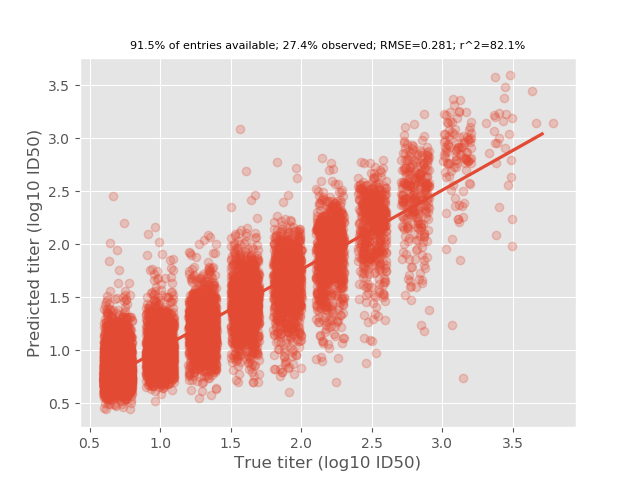 91.5% of entries available; 27.4% observed; RMSE=0.281; r^2=82.1%
3.5
3.0
2.5
2.0
1.5
1.0
0.5
Predicted titer (log10 ID50)
0.5 1.0 1.5 2.0 2.5 3.0 3.5
True titer (log10 ID50)